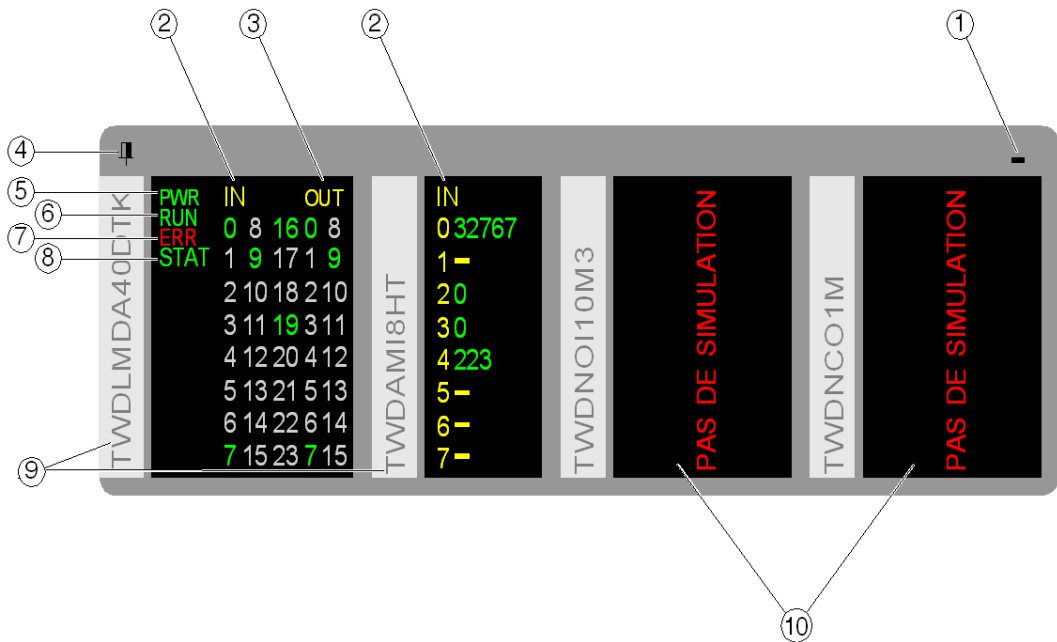 ② ③ ② ①
④
⑤
⑥
⑦
⑧
⑨
⑩
TWDLMDA40DTK
PWR
RUN
ERR
STAT
IN OUT
0 8 16 0 8
1 9 17 1 9
2 10 18 2 10
3 11 19 3 11
4 12 20 4 12
5 13 21 5 13
6 14 22 6 14
7 15 23 7 15
TWDAMI8HT
IN
0 32767
1 -
2 0
3 0
4 223
5 -
6 -
7 -
TWDNOI10M3
PAS DE SIMULATION
TWDNCO1M
PAS DE SIMULATION